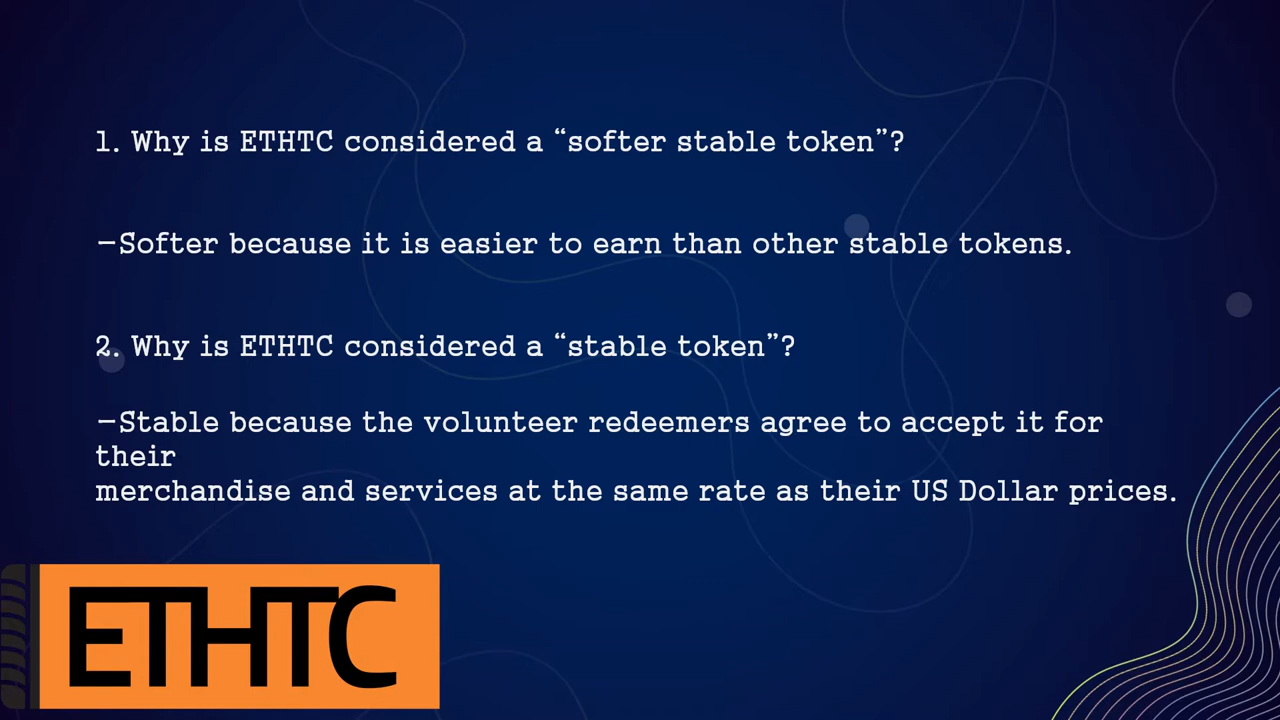 1. Why is ETHTC considered a “softer stable token”?
—Softer because it is easier to earn than other stable tokens.
2. Why is ETHTC considered a “stable token”?
—Stable because the volunteer redeemers agree to accept it for
their
merchandise and services at the same rate as their US Dollar prices.
ETHTC